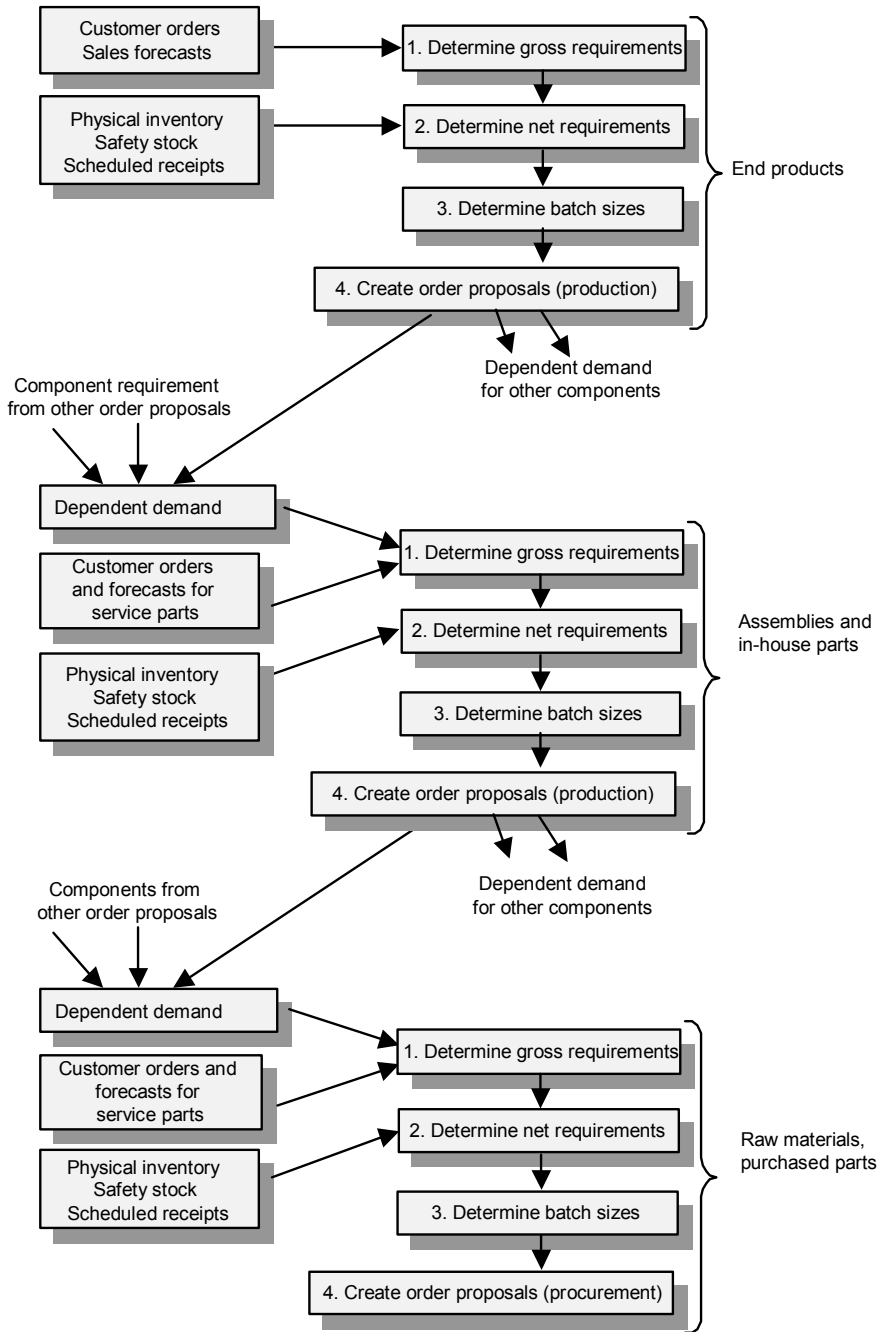 Customer orders
Sales forecasts
1. Determine gross requirements
Physical inventory
Safety stock
Scheduled receipts
2. Determine net requirements
End products
3. Determine batch sizes
4. Create order proposals (production)
Dependent demand
for other components
Component requirement
from other order proposals
Dependent demand
1. Determine gross requirements
Customer orders
and forecasts for
service parts
2. Determine net requirements
Assemblies and
in-house parts
Physical inventory
Safety stock
Scheduled receipts
3. Determine batch sizes
4. Create order proposals (production)
Dependent demand
for other components
Components from
other order proposals
Dependent demand
1. Determine gross requirements
Customer orders and
forecasts for
service parts
2. Determine net requirements
Raw materials,
purchased parts
Physical inventory
Safety stock
Scheduled receipts
3. Determine batch sizes
4. Create order proposals (procurement)